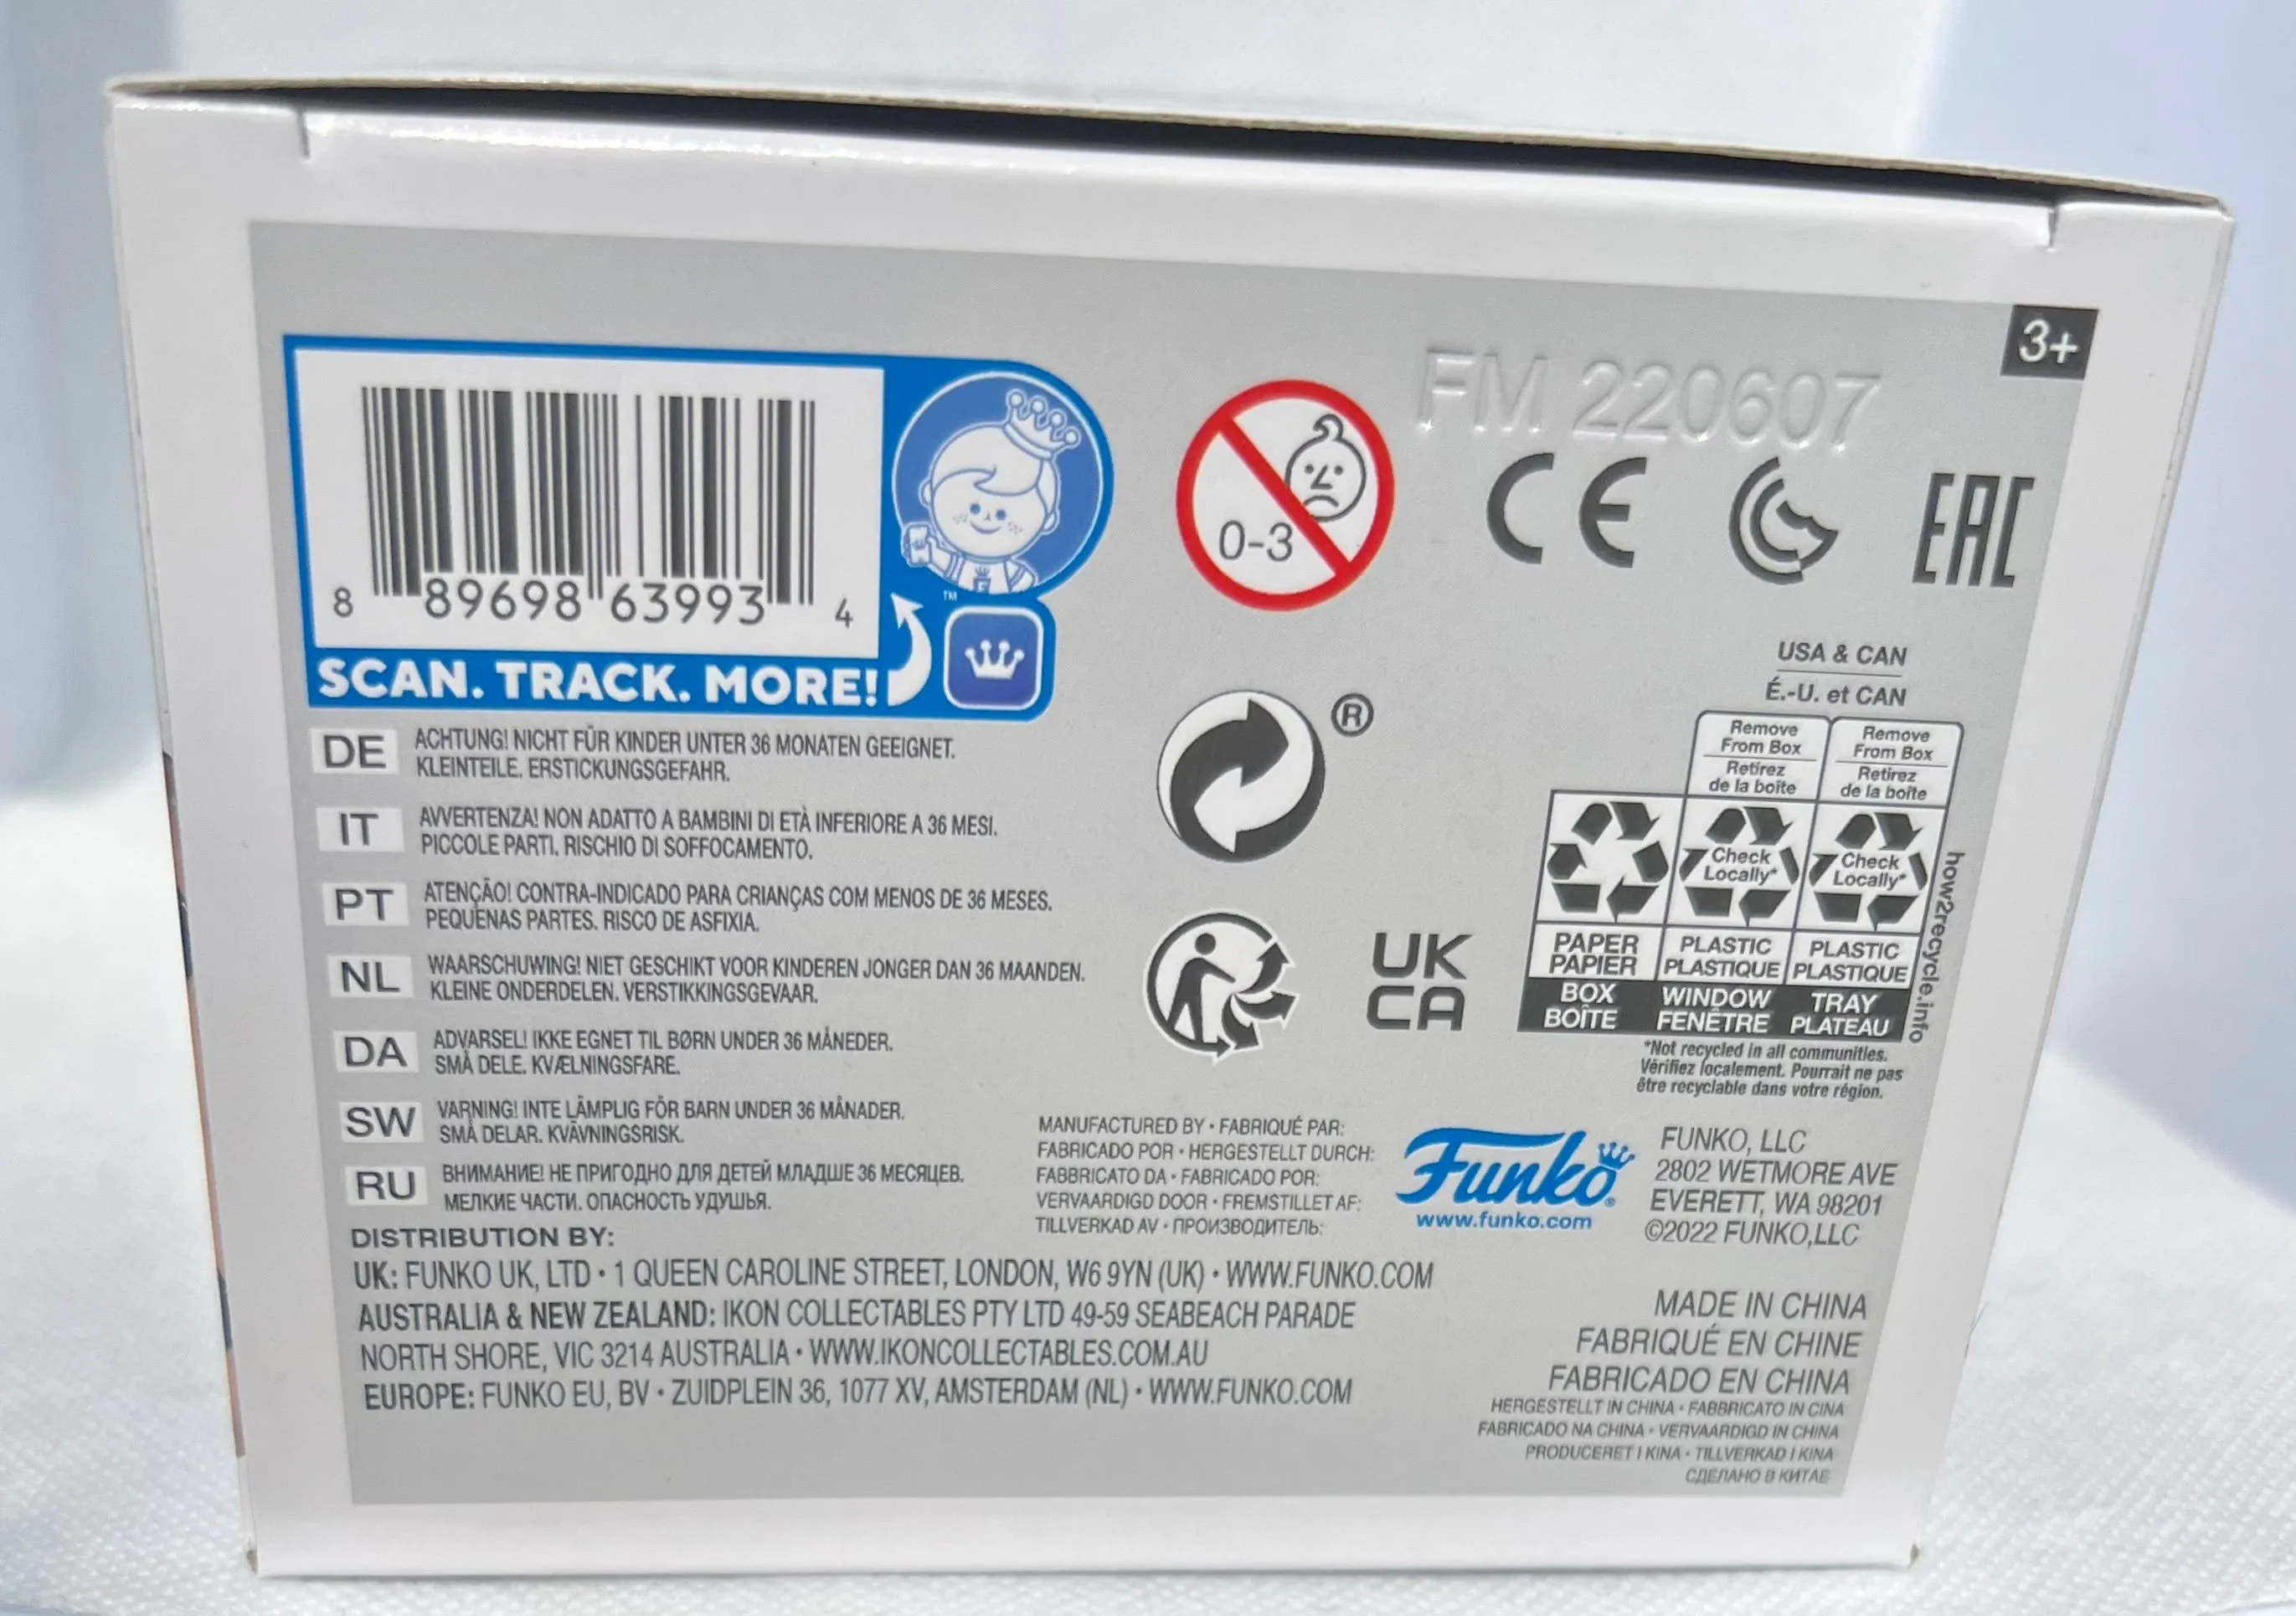 FM 220607
3+
8 89698 63993 4
™
SCAN. TRACK. MORE!
0-3
CE
EAC
DE
ACHTUNG! NICHT FÜR KINDER UNTER 36 MONATEN GEEIGNET.
KLEINTEILE. ERSTICKUNGSGEFAHR.
IT
AVVERTENZA! NON ADATTO A BAMBINI DI ETÀ INFERIORE A 36 MESI.
PICCOLE PARTI. RISCHIO DI SOFFOCAMENTO.
PT
ATENÇÃO! CONTRA-INDICADO PARA CRIANÇAS COM MENOS DE 36 MESES.
PEQUENAS PARTES. RISCO DE ASFIXIA.
NL
WAARSCHUWING! NIET GESCHIKT VOOR KINDEREN JONGER DAN 36 MAANDEN.
KLEINE ONDERDELEN. VERSTIKKINGSGEVAAR.
DA
ADVARSEL! IKKE EGNET TIL BØRN UNDER 36 MÅNEDER.
SMÅ DELE. KVÆLNINGSFARE.
SW
VARNING! INTE LÄMPLIG FÖR BARN UNDER 36 MÅNADER.
SMÅ DELAR. KVÄVNINGSRISK.
RU
ВНИМАНИЕ! НЕ ПРИГОДНО ДЛЯ ДЕТЕЙ МЛАДШЕ 36 МЕСЯЦЕВ.
МЕЛКИЕ ЧАСТИ. ОПАСНОСТЬ УДУШЬЯ.
®
UK
CA
USA & CAN
É.-U. et CAN
Remove
From Box
Retirez
de la boîte
Remove
From Box
Retirez
de la boîte
Check
Locally*
Check
Locally*
PAPER
PAPIER
PLASTIC
PLASTIQUE
PLASTIC
PLASTIQUE
BOX
BOÎTE
WINDOW
FENÊTRE
TRAY
PLATEAU
how2recycle.info
*Not recycled in all communities.
Vérifiez localement. Pourrait ne pas
être recyclable dans votre région.
MANUFACTURED BY • FABRIQUÉ PAR:
FABRICADO POR • HERGESTELLT DURCH:
FABBRICATO DA • FABRICADO POR:
VERVAARDIGD DOOR • FREMSTILLET AF:
TILLVERKAD AV • ПРОИЗВОДИТЕЛЬ:
Funko®
www.funko.com
FUNKO, LLC
2802 WETMORE AVE
EVERETT, WA 98201
©2022 FUNKO,LLC
DISTRIBUTION BY:
UK: FUNKO UK, LTD • 1 QUEEN CAROLINE STREET, LONDON, W6 9YN (UK) • WWW.FUNKO.COM
AUSTRALIA & NEW ZEALAND: IKON COLLECTABLES PTY LTD 49-59 SEABEACH PARADE
NORTH SHORE, VIC 3214 AUSTRALIA • WWW.IKONCOLLECTABLES.COM.AU
EUROPE: FUNKO EU, BV • ZUIDPLEIN 36, 1077 XV, AMSTERDAM (NL) • WWW.FUNKO.COM
MADE IN CHINA
FABRIQUÉ EN CHINE
FABRICADO EN CHINA
HERGESTELLT IN CHINA • FABBRICATO IN CINA
FABRICADO NA CHINA • VERVAARDIGD IN CHINA
PRODUCERET I KINA • TILLVERKAD I KINA
СДЕЛАНО В КИТАЕ